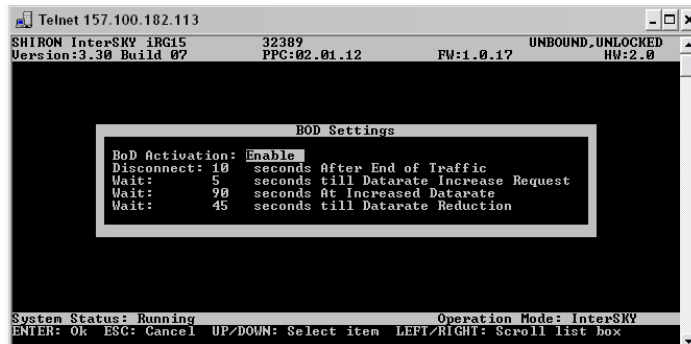 Telnet 157.100.182.113
SHIRON InterSKY iRG15 32389 UNBOUND,UNLOCKED
Version:3.30 Build 07 PPC:02.01.12 FW:1.0.17 HW:2.0
BOD Settings
BoD Activation: Enable
Disconnect: 10 seconds After End of Traffic
Wait: 5 seconds till Datarate Increase Request
Wait: 90 seconds At Increased Datarate
Wait: 45 seconds till Datarate Reduction
System Status: Running Operation Mode: InterSKY
ENTER: Ok ESC: Cancel UP/DOWN: Select item LEFT/RIGHT: Scroll list box